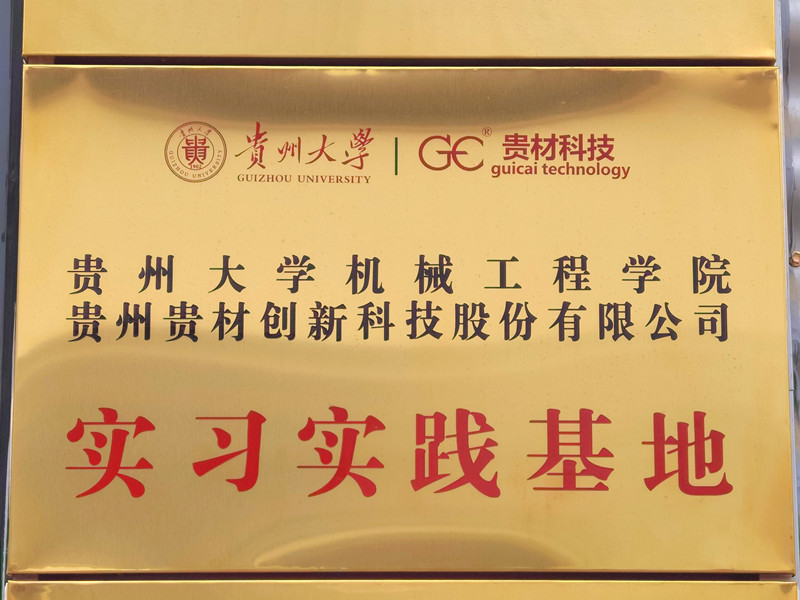 貴州大學 | GC® 贵材科技
GUIZHOU UNIVERSITY guicai technology
贵州大学机械工程学院
贵州贵材创新科技股份有限公司
实习实践基地